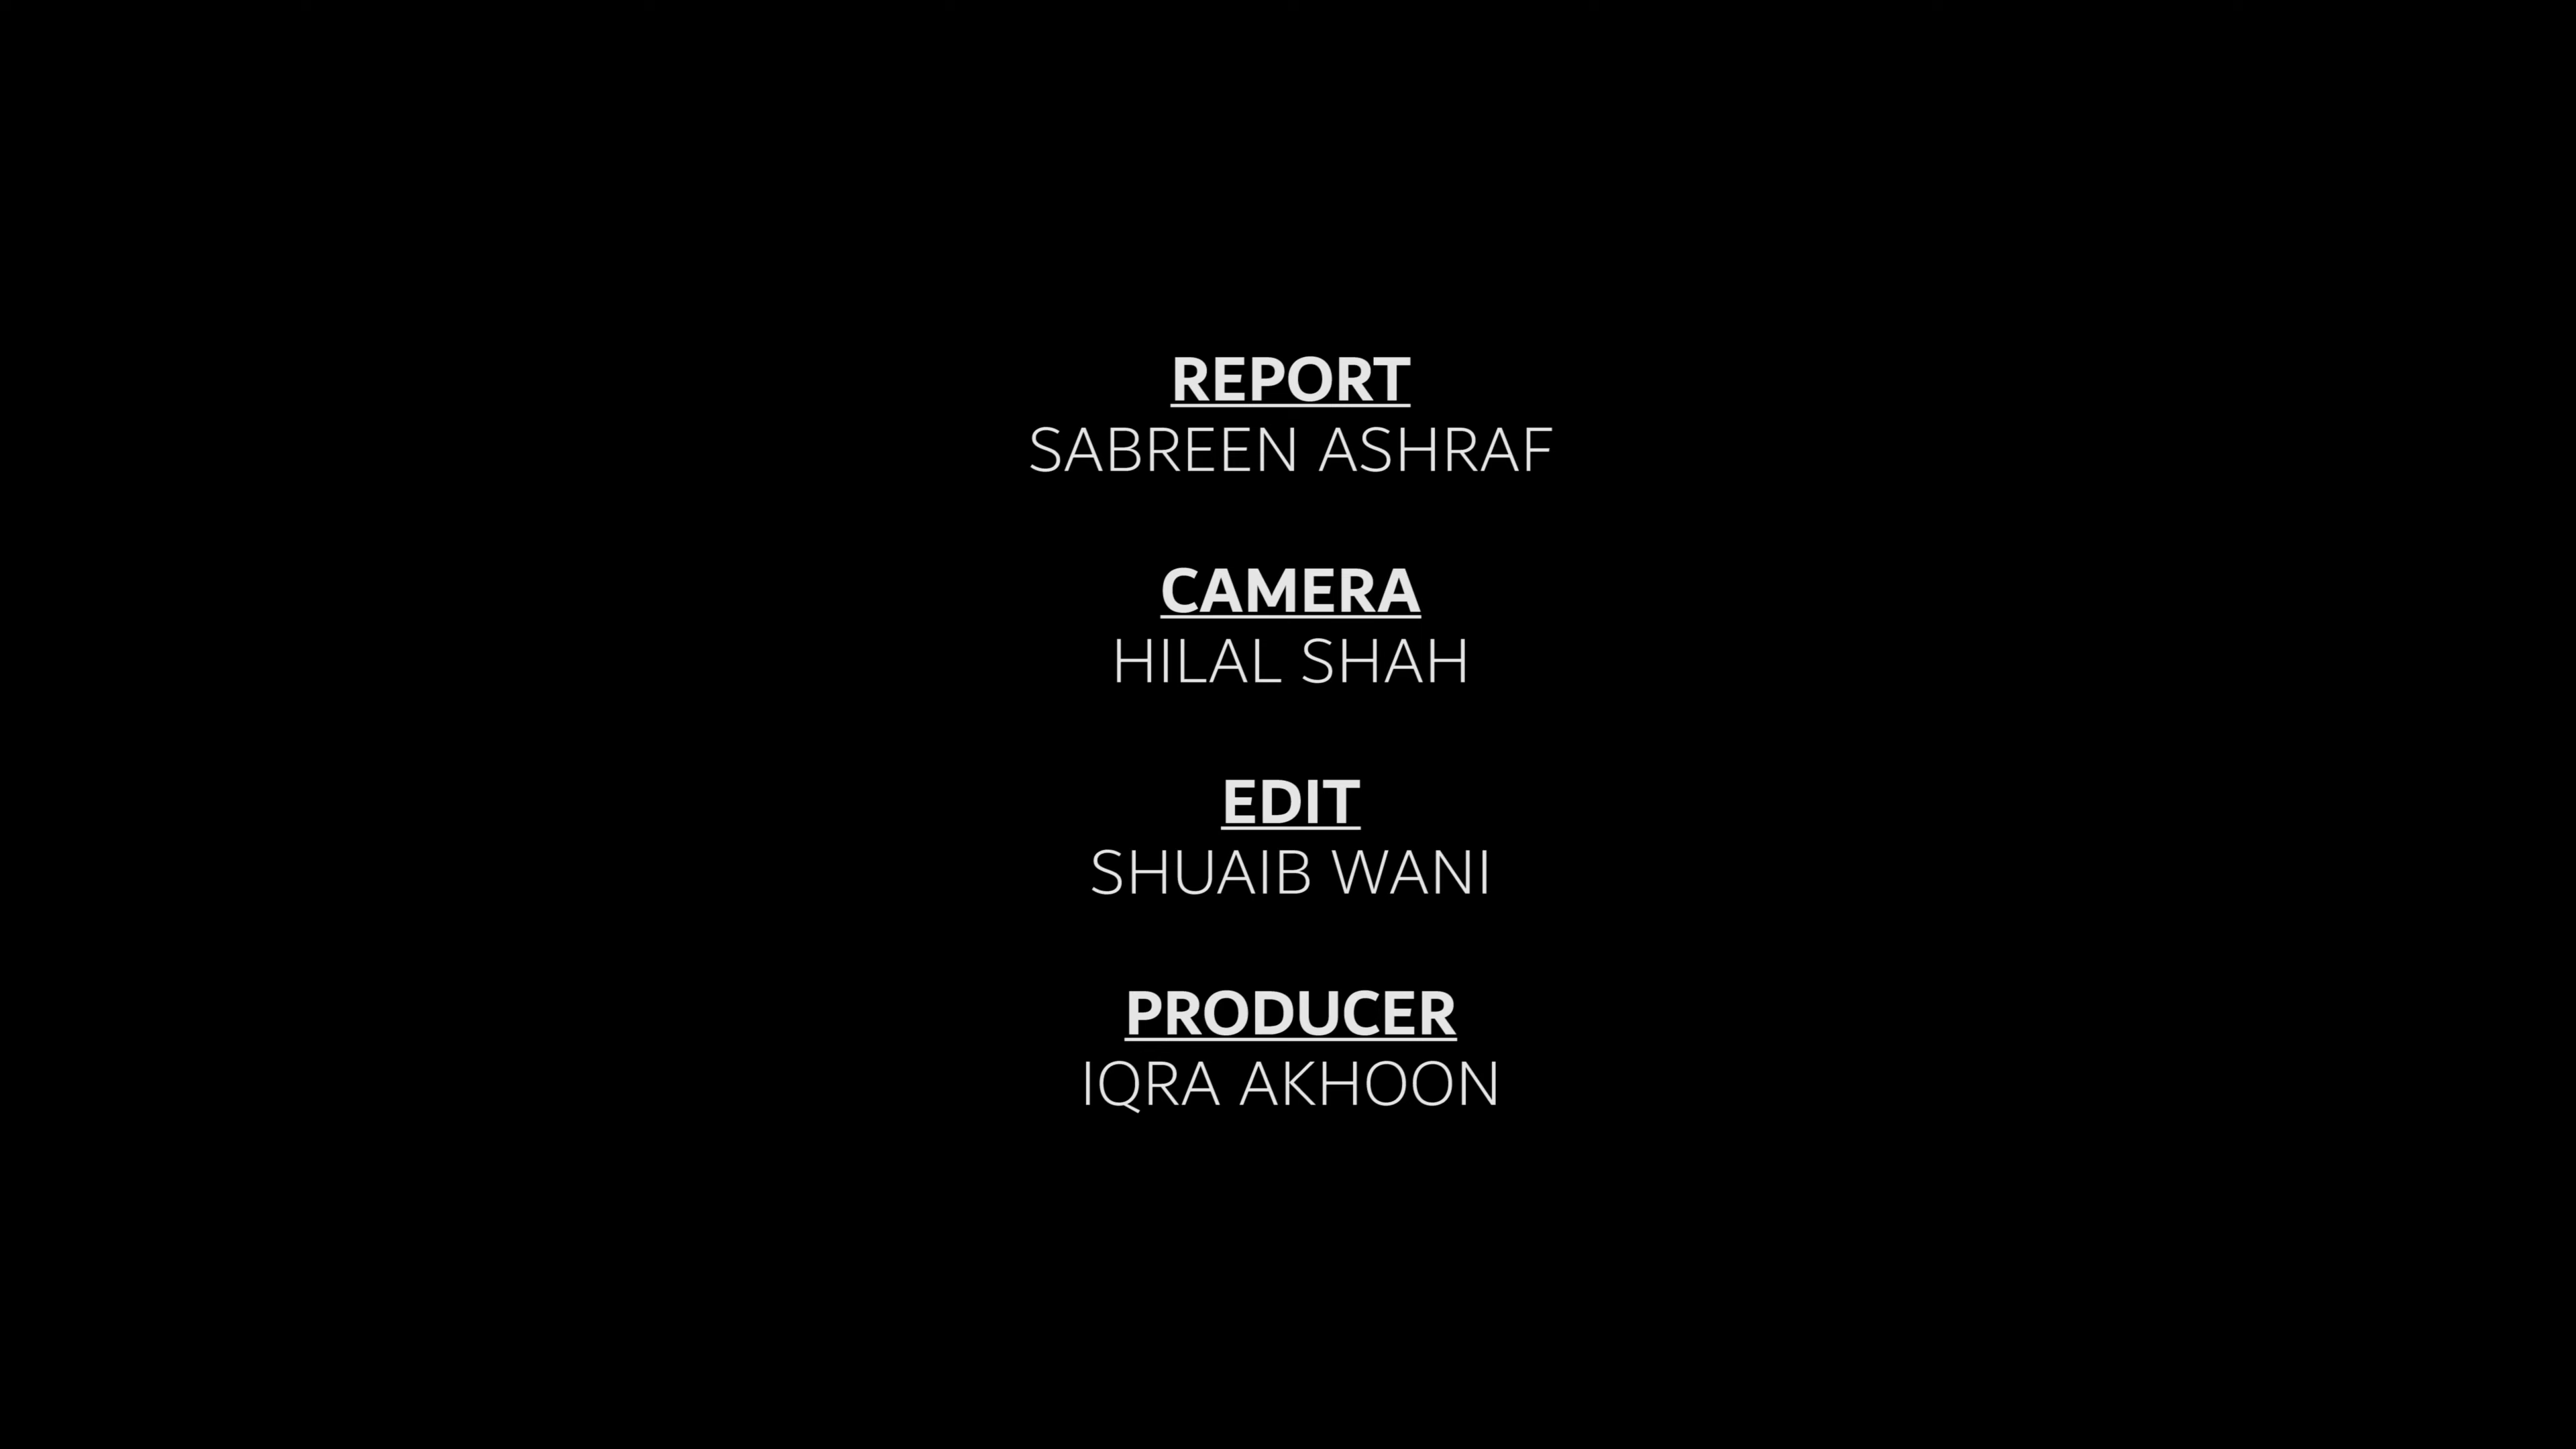 REPORT
SABREEN ASHRAF
CAMERA
HILAL SHAH
EDIT
SHUAIB WANI
PRODUCER
IQRA AKHOON